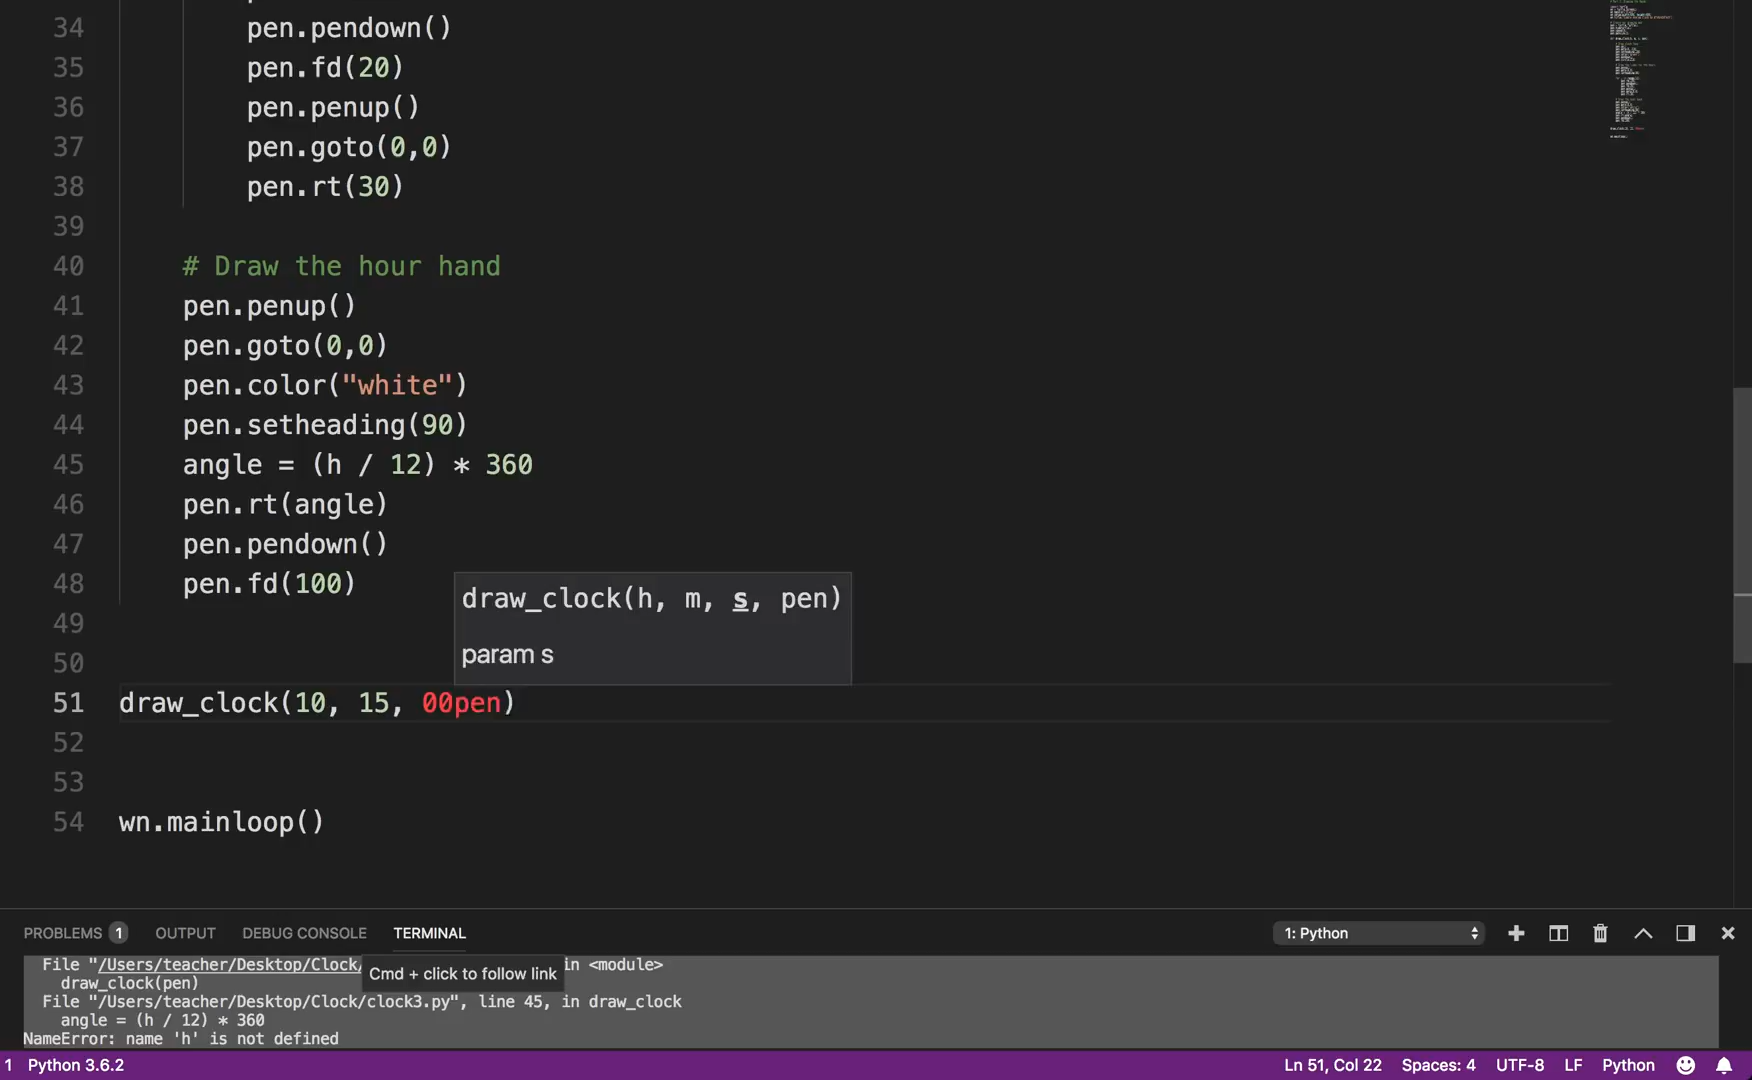 34 pen.pendown()
35 pen.fd(20)
36 pen.penup()
37 pen.goto(0,0)
38 pen.rt(30)
39
40 # Draw the hour hand
41 pen.penup()
42 pen.goto(0,0)
43 pen.color("white")
44 pen.setheading(90)
45 angle = (h / 12) * 360
46 pen.rt(angle)
47 pen.pendown()
48 pen.fd(100)
draw_clock(h, m, s, pen)
49
param s
50
51 draw_clock(10, 15, 00pen)
52
53
54 wn.mainloop()
PROBLEMS 1 OUTPUT DEBUG CONSOLE TERMINAL 1: Python
File "/Users/teacher/Desktop/Clock/ in <module>
Cmd + click to follow link
draw_clock(pen)
File "/Users/teacher/Desktop/Clock/clock3.py", line 45, in draw_clock
angle = (h / 12) * 360
NameError: name 'h' is not defined
1 Python 3.6.2 Ln 51, Col 22 Spaces: 4 UTF-8 LF Python